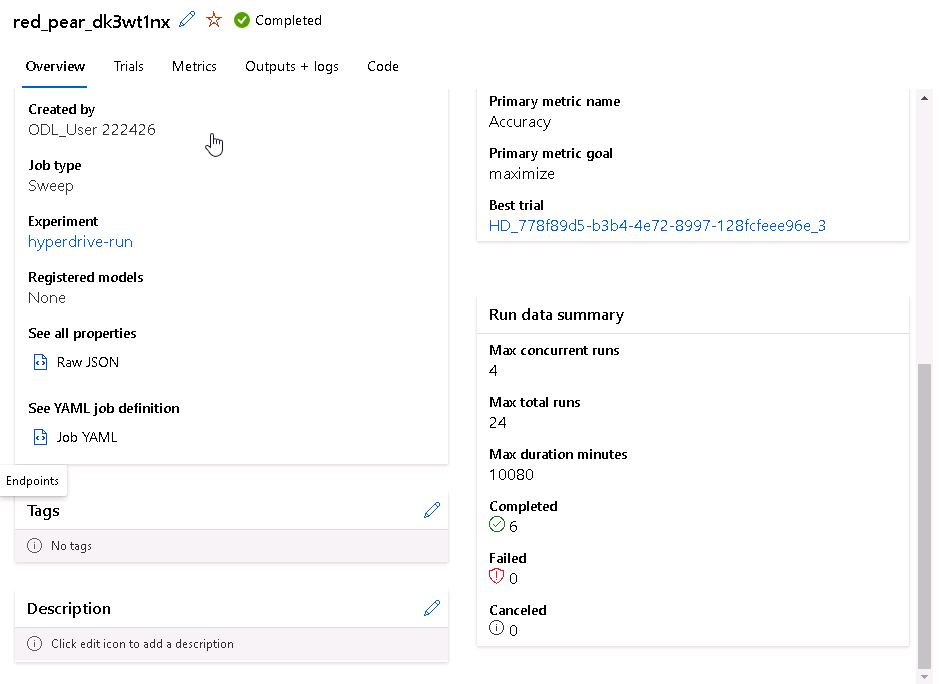 red_pear_dk3wt1nx Completed
Overview Trials Metrics Outputs + logs Code
Created by
ODL_User 222426
Job type
Sweep
Experiment
hyperdrive-run
Registered models
None
See all properties
Raw JSON
See YAML job definition
Job YAML
Endpoints
Tags
No tags
Description
Click edit icon to add a description
Primary metric name
Accuracy
Primary metric goal
maximize
Best trial
HD_778f89d5-b3b4-4e72-8997-128fcfeee96e_3
Run data summary
Max concurrent runs
4
Max total runs
24
Max duration minutes
10080
Completed
6
Failed
0
Canceled
0